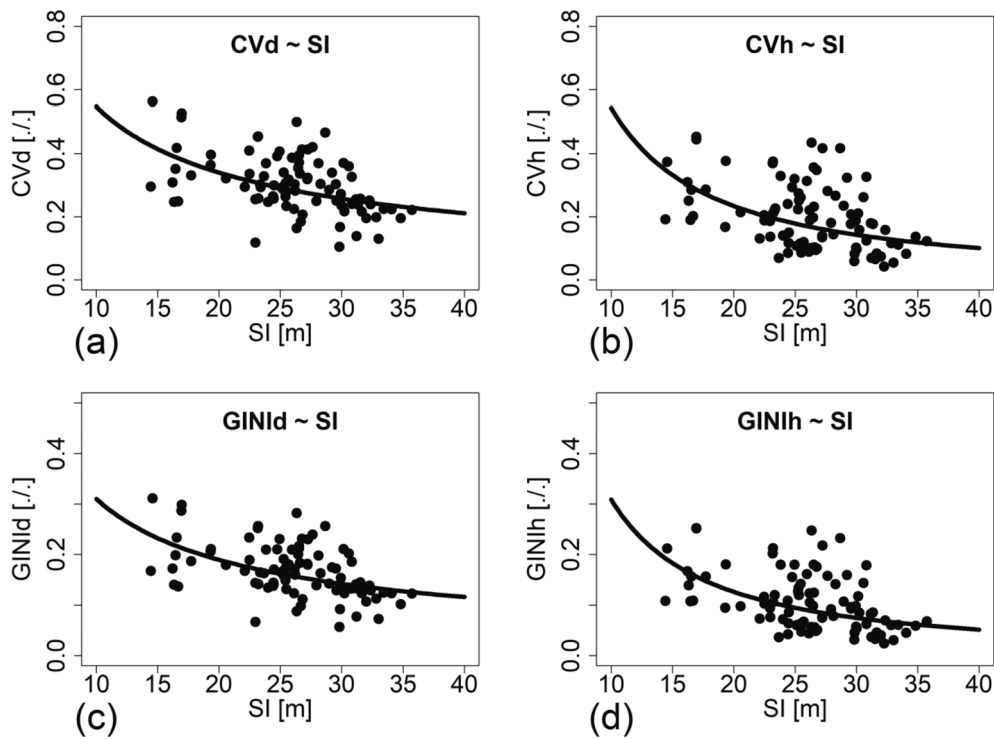 CVd ~ SI
CVd [./.]
0.0 0.2 0.4 0.6 0.8
10 15 20 25 30 35 40
SI [m]
(a)
CVh ~ SI
CVh [./.]
0.0 0.2 0.4 0.6 0.8
10 15 20 25 30 35 40
SI [m]
(b)
GINId ~ SI
GINId [./.]
0.0 0.2 0.4
10 15 20 25 30 35 40
SI [m]
(c)
GINIh ~ SI
GINIh [./.]
0.0 0.2 0.4
10 15 20 25 30 35 40
SI [m]
(d)